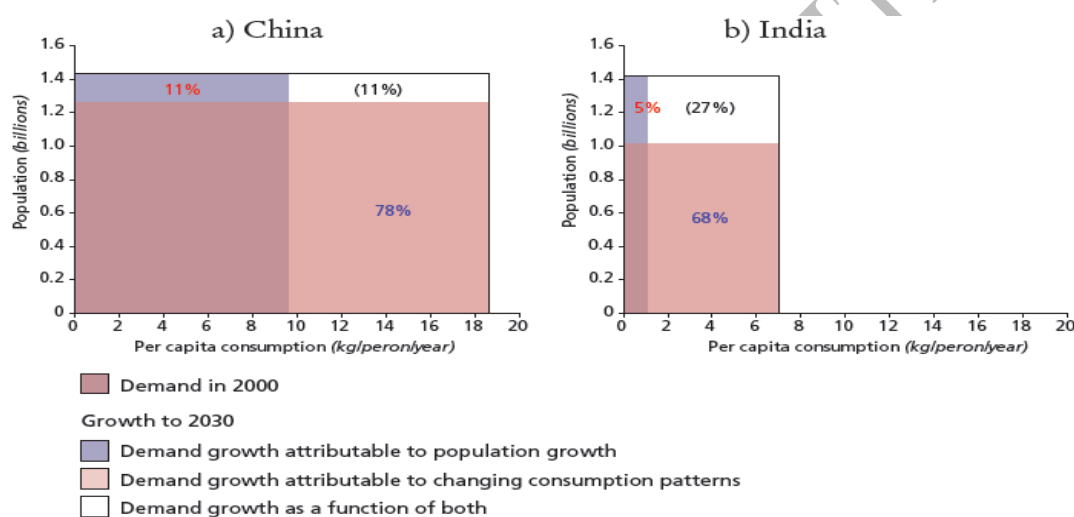 a) China
1.6
1.4
1.2
1.0
0.8
0.6
0.4
0.2
0
Population (billions)
11%
(11%)
78%
0 2 4 6 8 10 12 14 16 18 20
Per capita consumption (kg/peron/year)
b) India
1.6
1.4
1.2
1.0
0.8
0.6
0.4
0.2
0
Population (billions)
5%
(27%)
68%
0 2 4 6 8 10 12 14 16 18 20
Per capita consumption (kg/peron/year)
Demand in 2000
Growth to 2030
Demand growth attributable to population growth
Demand growth attributable to changing consumption patterns
Demand growth as a function of both